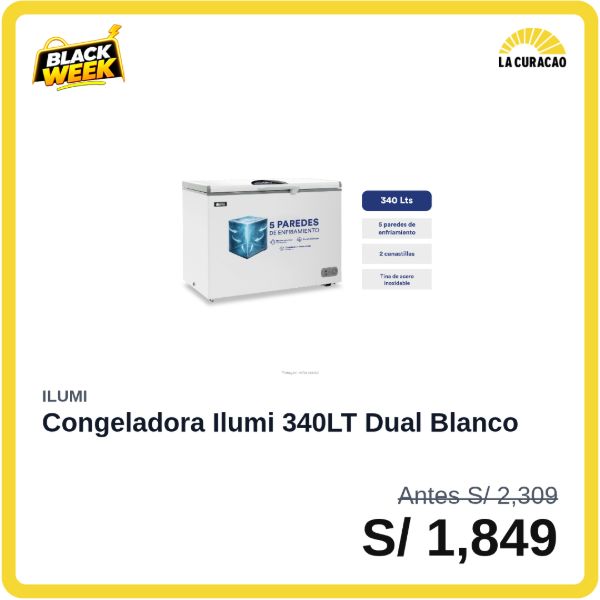 BLACK
WEEK
LA CURACAO
340 Lts
5 PAREDES
DE ENFRIAMIENTO
5 paredes de
enfriamiento
2 canastillas
Tina de acero
inoxidable
ILUMI
Congeladora Ilumi 340LT Dual Blanco
Antes S/ 2,309
S/ 1,849